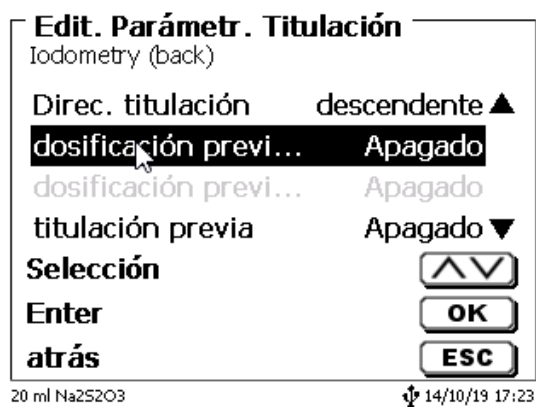 Edit. Parámetr. Titulación
Iodometry (back)
Direc. titulación descendente
dosificación previ... Apagado
dosificación previ... Apagado
titulación previa Apagado
Selección
Enter OK
atrás ESC
20 ml Na2S2O3 14/10/19 17:23